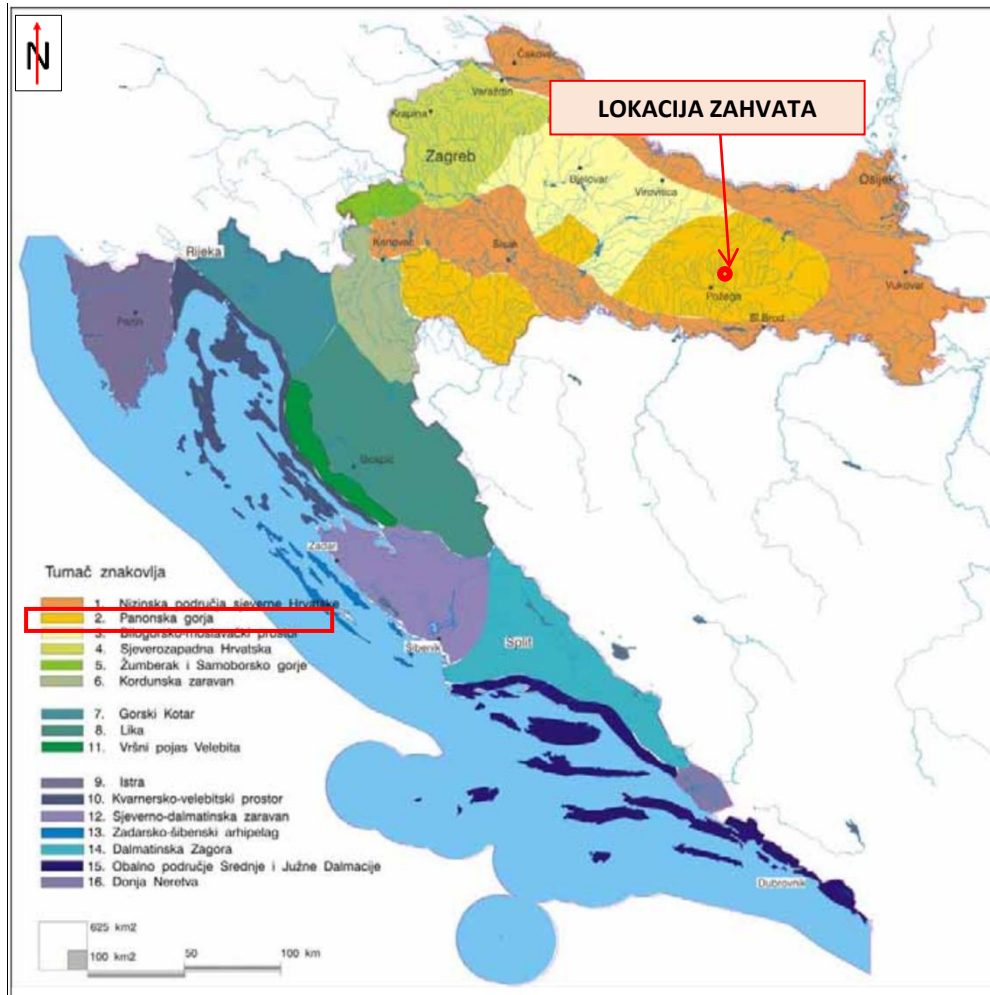 N
LOKACIJA ZAHVATA
Čakovec
Varaždin
Krapina
Zagreb
Bjelovar
Virovitica
Osijek
Rijeka
Karlovac
Sisak
Požega
Vukovar
Sl.Brod
Pazin
Gospić
Zadar
Šibenik
Split
Dubrovnik
Tumač znakovlja
1. Nizinska područja sjeverne Hrvatske
2. Panonska gorja
3. Bilogorsko-moslavački prostor
4. Sjeverozapadna Hrvatska
5. Žumberak i Samoborsko gorje
6. Kordunska zaravan
7. Gorski Kotar
8. Lika
11. Vršni pojas Velebita
9. Istra
10. Kvarnersko-velebitski prostor
12. Sjeverno-dalmatinska zaravan
13. Zadarsko-šibenski arhipelag
14. Dalmatinska Zagora
15. Obalno područje Srednje i Južne Dalmacije
16. Donja Neretva
625 km2
100 km2
50
100 km